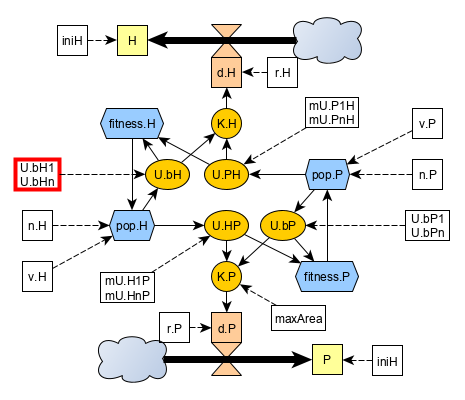 iniH
H
d.H
r.H
mU.P1H
mU.PnH
fitness.H
K.H
v.P
U.bH1
U.bHn
U.bH
U.PH
pop.P
n.P
n.H
pop.H
U.HP
U.bP
U.bP1
U.bPn
v.H
mU.H1P
mU.HnP
K.P
fitness.P
maxArea
r.P
d.P
P
iniH